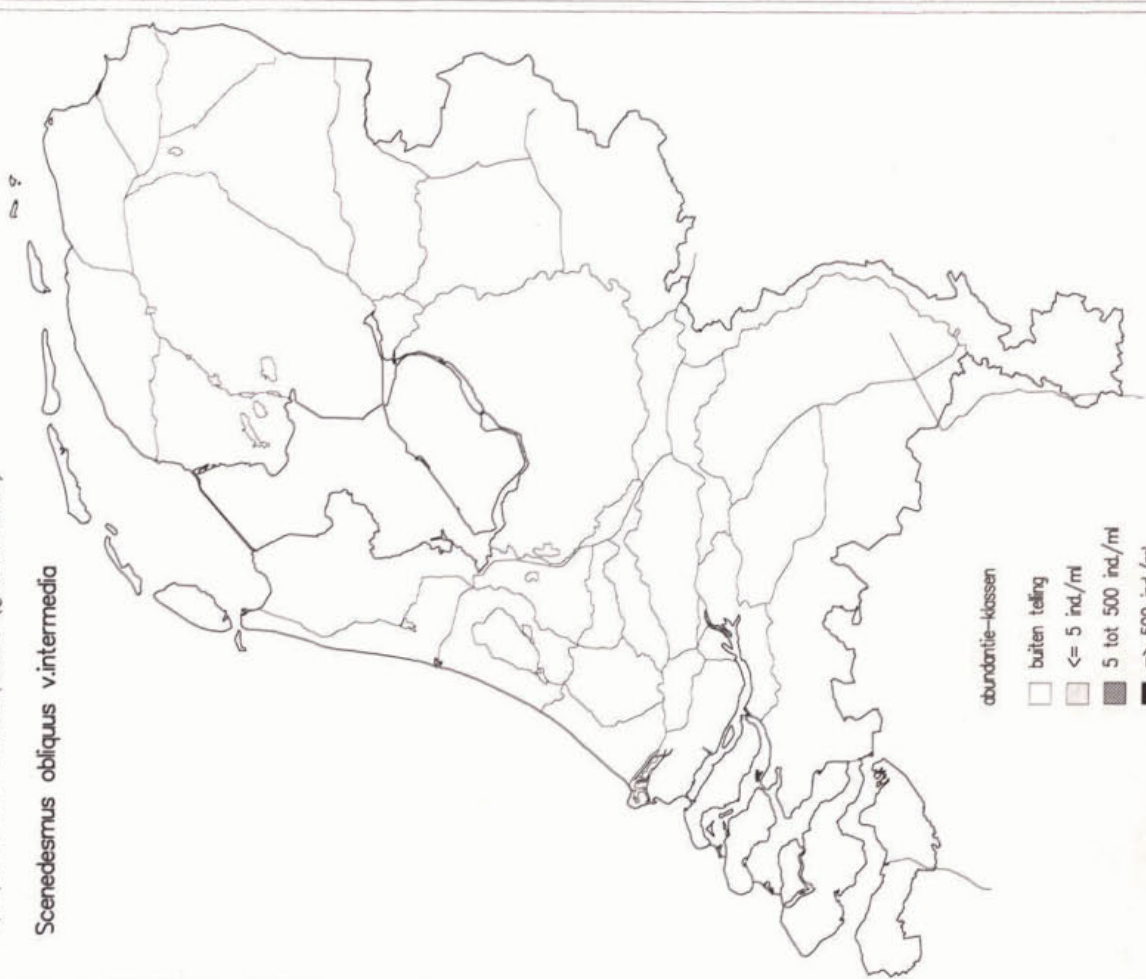 Scenedesmus obliquus v.intermedia
abundantie-klassen
buiten telling
<= 5 ind./ml
5 tot 500 ind./ml